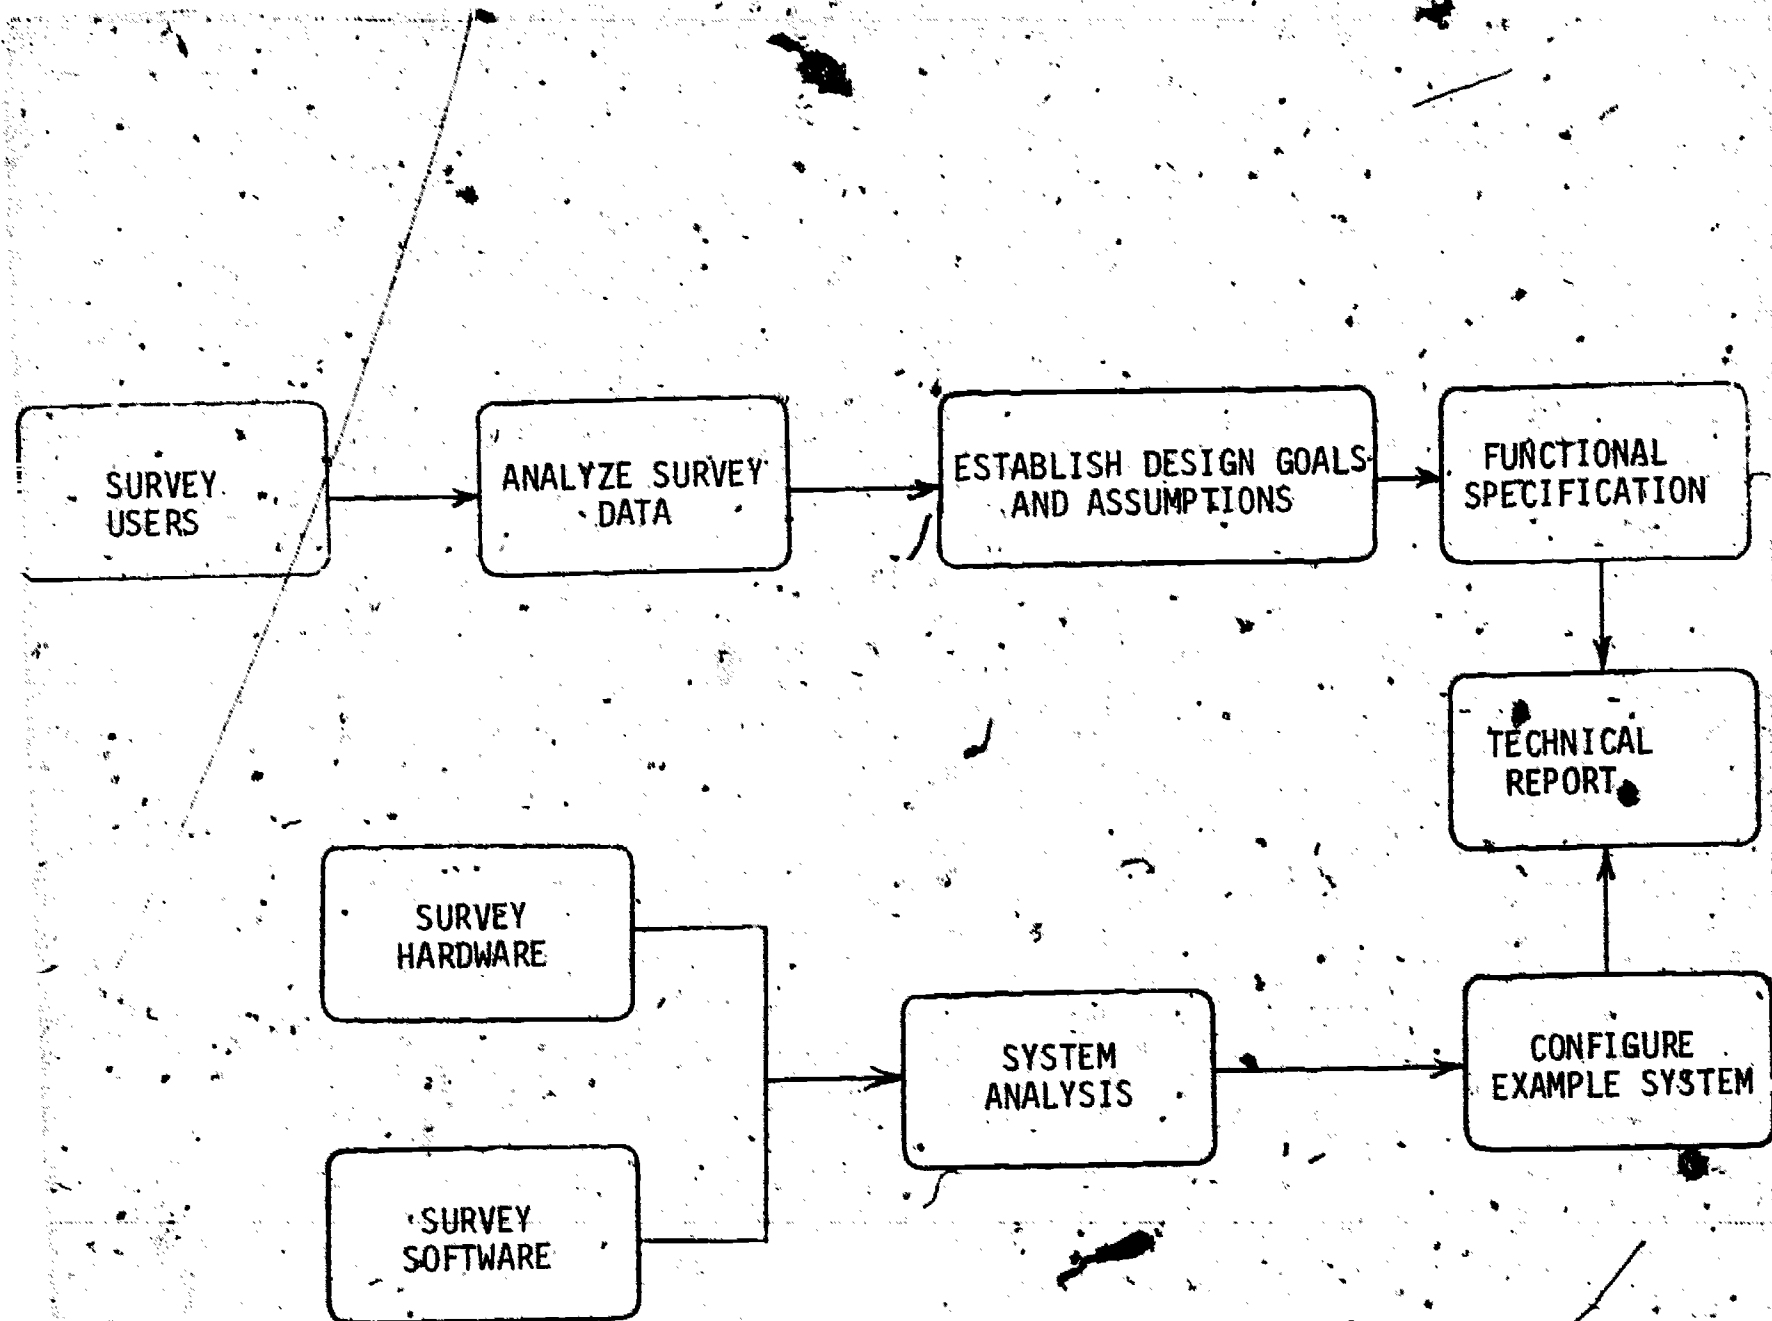 SURVEY
USERS
ANALYZE SURVEY
DATA
ESTABLISH DESIGN GOALS
AND ASSUMPTIONS
FUNCTIONAL
SPECIFICATION
TECHNICAL
REPORT
SURVEY
HARDWARE
SYSTEM
ANALYSIS
CONFIGURE
EXAMPLE SYSTEM
SURVEY
SOFTWARE